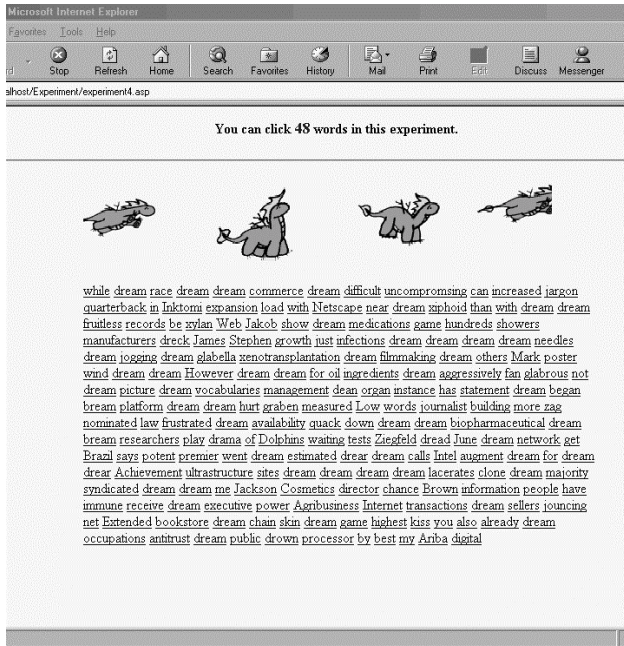 Microsoft Internet Explorer
Favorites Tools Help
Stop Refresh Home Search Favorites History Mail Print Edit Discuss Messenger
alhost/Experiment/experiment4.asp
You can click 48 words in this experiment.
while dream race dream dream commerce dream difficult uncompromsing can increased jargon
quarterback in Inktomi expansion load with Netscape near dream xiphoid than with dream dream
fruitless records be xylan Web Jakob show dream medications game hundreds showers
manufacturers dreck James Stephen growth just infections dream dream dream dream needles
dream jogging dream glabella xenotransplantation dream filmmaking dream others Mark poster
wind dream dream However dream dream for oil ingredients dream aggressively fan glabrous not
dream picture dream vocabularies management dean organ instance has statement dream began
bream platform dream dream hurt graben measured Low words journalist building more zag
nominated law frustrated dream availability quack down dream dream biopharmaceutical dream
bream researchers play drama of Dolphins waiting tests Ziegfeld dread June dream network get
Brazil says potent premier went dream estimated drear dream calls Intel augment dream for dream
drear Achievement ultrastructure sites dream dream dream dream lacerates clone dream majority
syndicated dream dream me Jackson Cosmetics director chance Brown information people have
immune receive dream executive power Agribusiness Internet transactions dream sellers jouncing
net Extended bookstore dream chain skin dream game highest kiss you also already dream
occupations antitrust dream public drown processor by best my Ariba digital